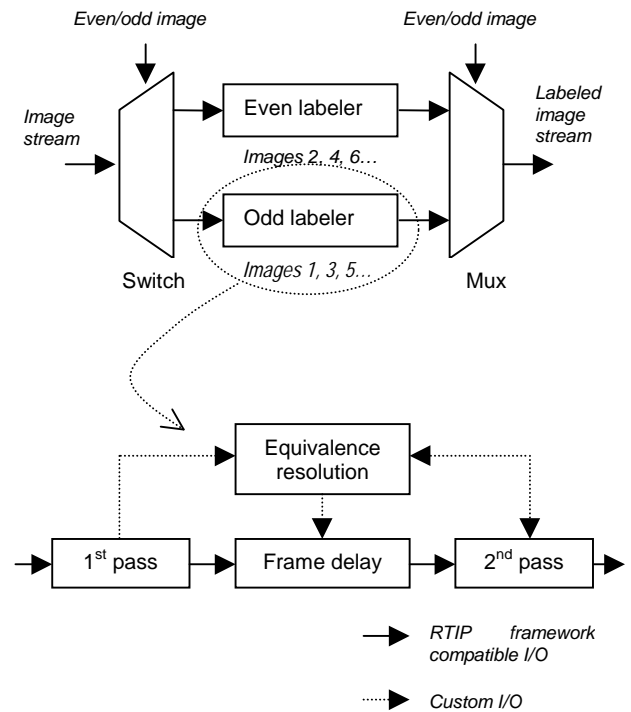 Even/odd image
Even/odd image
Image
stream
Even labeler
Labeled
image
stream
Images 2, 4, 6…
Odd labeler
Images 1, 3, 5…
Switch
Mux
Equivalence
resolution
1st pass
Frame delay
2nd pass
RTIP framework
compatible I/O
Custom I/O